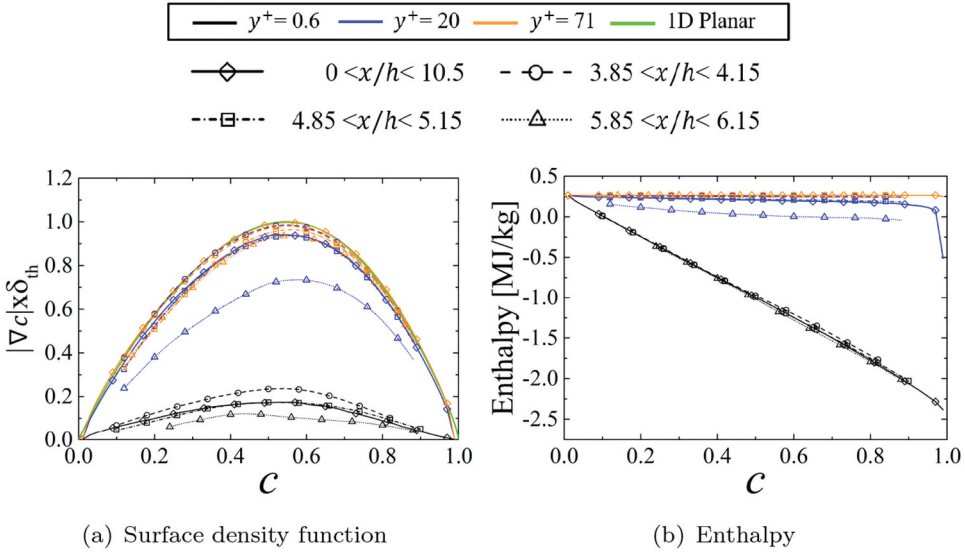 y⁺= 0.6 y⁺= 20 y⁺= 71 1D Planar
0 <x/h< 10.5 3.85 <x/h< 4.15
4.85 <x/h< 5.15 5.85 <x/h< 6.15
|∇c|xδth
1.2
1.0
0.8
0.6
0.4
0.2
0.0
0.0 0.2 0.4 0.6 0.8 1.0
c
(a) Surface density function
Enthalpy [MJ/kg]
0.5
0.0
-0.5
-1.0
-1.5
-2.0
-2.5
0.0 0.2 0.4 0.6 0.8 1.0
c
(b) Enthalpy